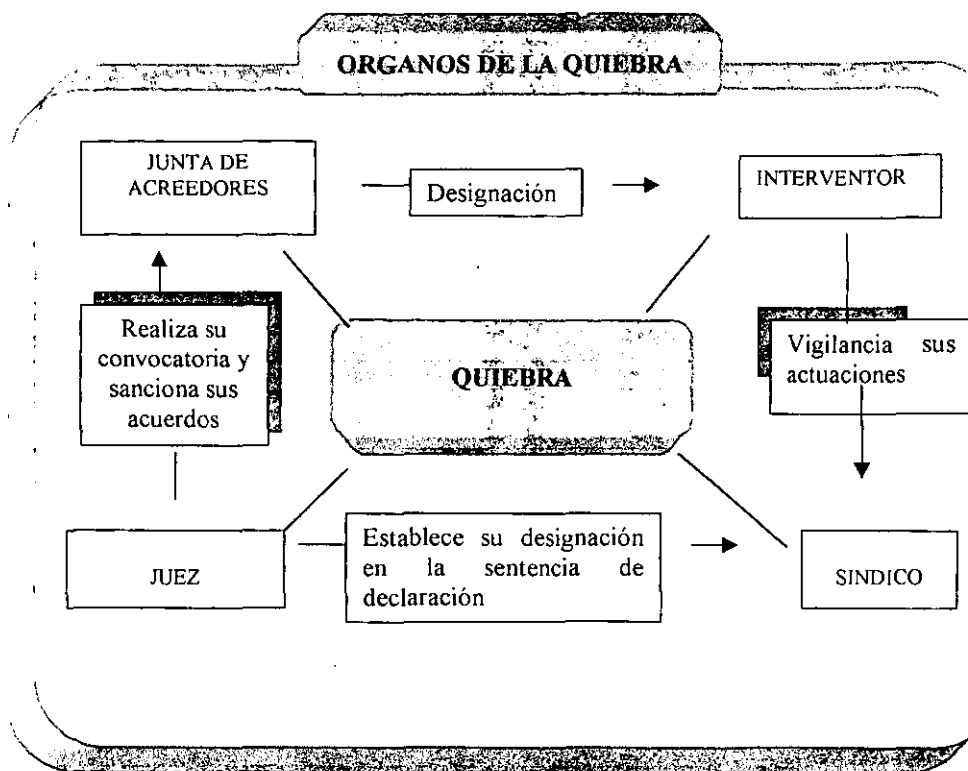 ORGANOS DE LA QUIEBRA
JUNTA DE
ACREEDORES
Designación
INTERVENTOR
Realiza su
convocatoria y
sanciona sus
acuerdos
QUIEBRA
Vigilancia sus
actuaciones
JUEZ
Establece su designación
en la sentencia de
declaración
SINDICO